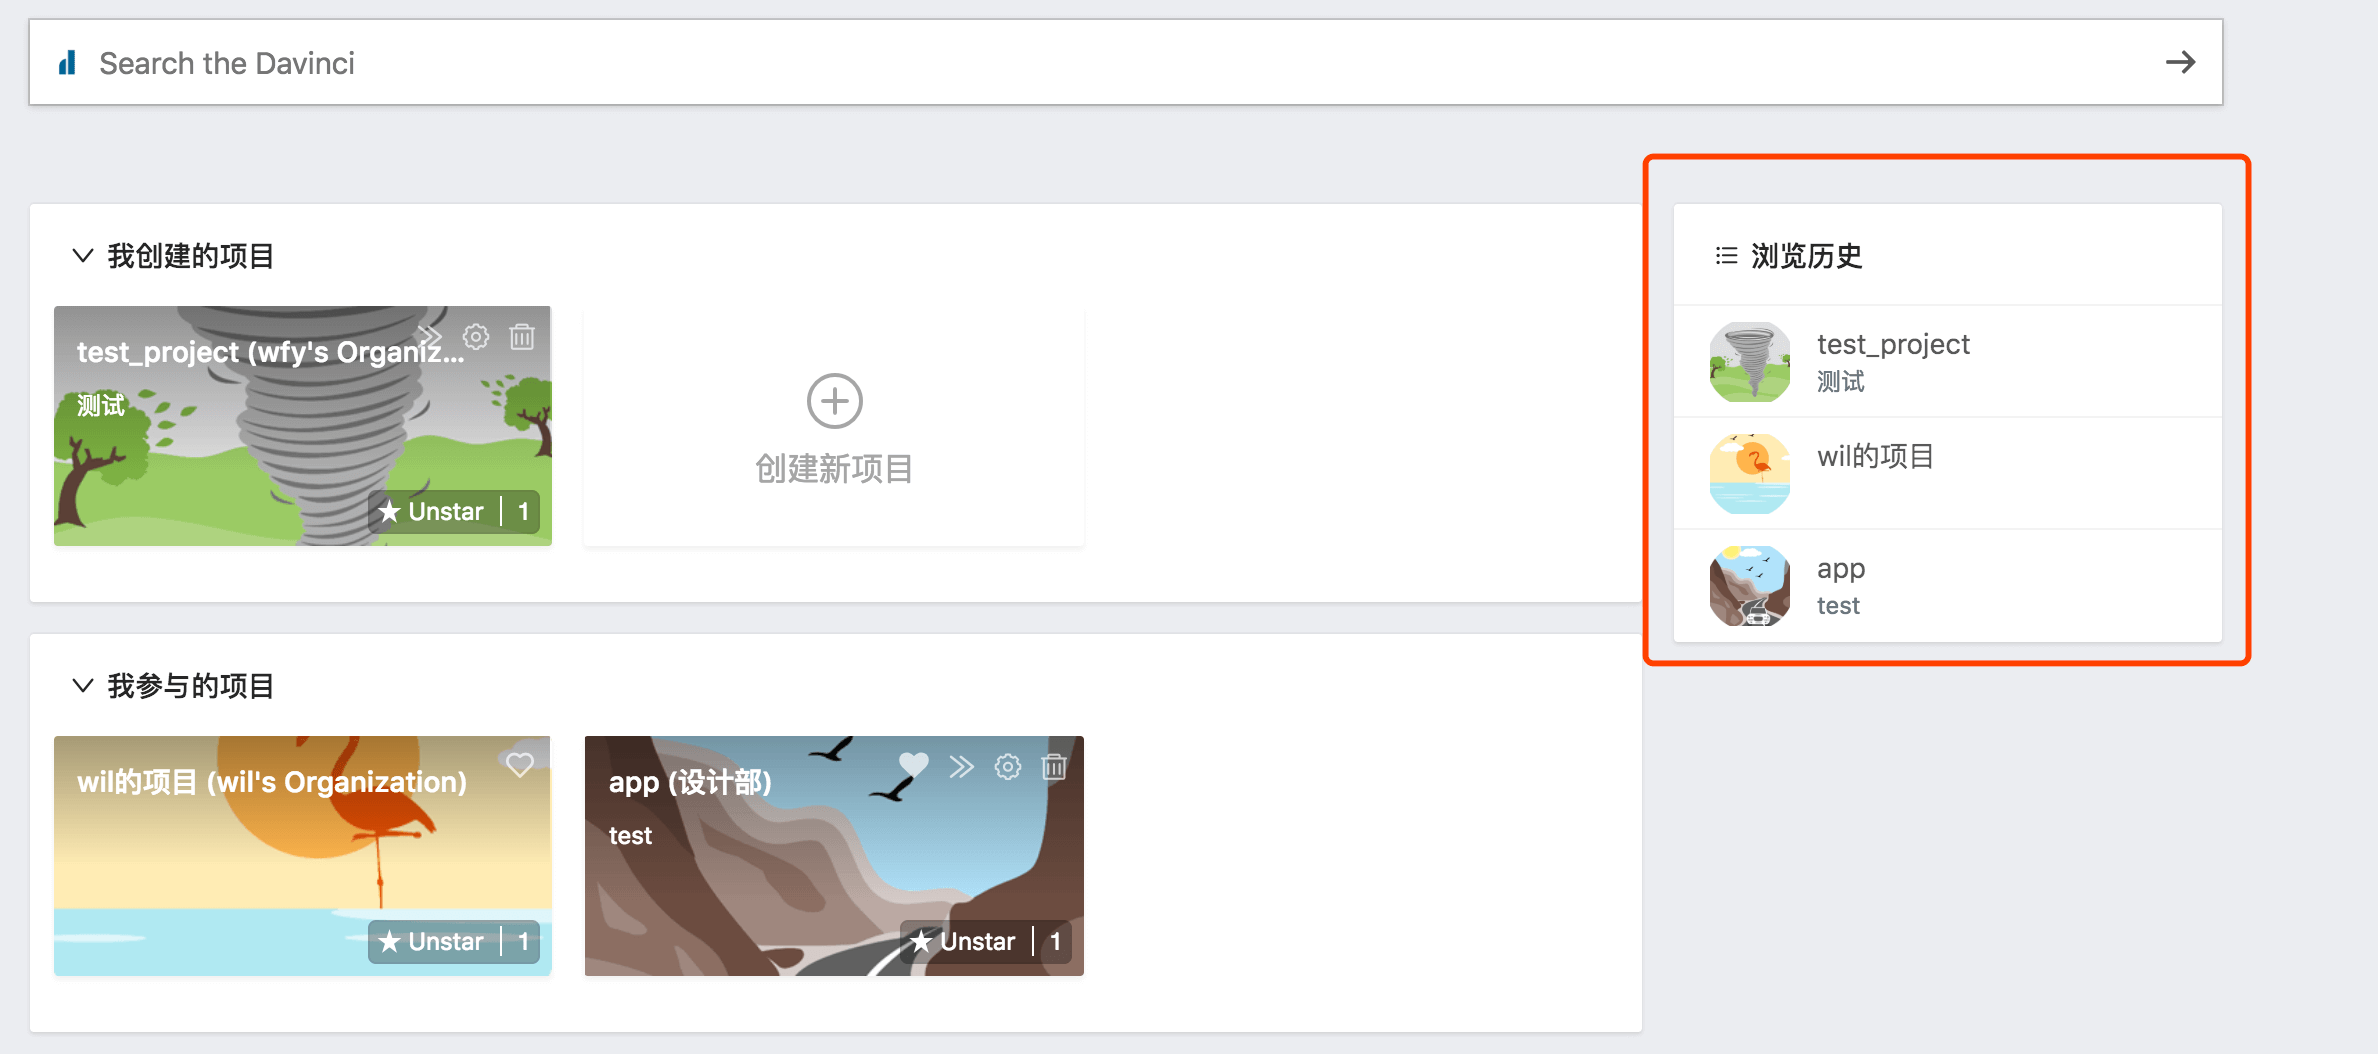 Search the Davinci
我创建的项目
test_project (wfy's Organiz...
测试
Unstar 1
创建新项目
我参与的项目
wil的项目 (wil's Organization)
Unstar 1
app (设计部)
test
Unstar 1
浏览历史
test_project
测试
wil的项目
app
test